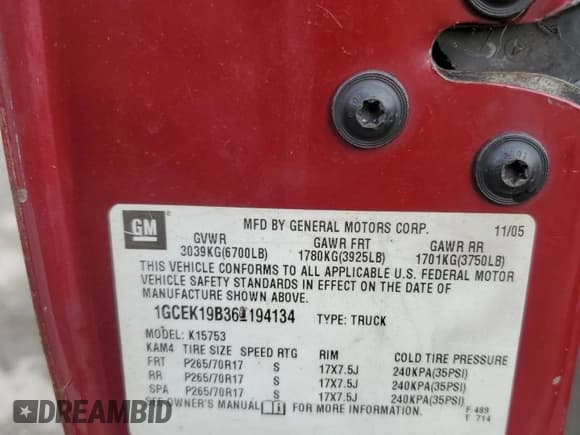 GM
MFD BY GENERAL MOTORS CORP. 11/05
GVWR GAWR FRT GAWR RR
3039KG(6700LB) 1780KG(3925LB) 1701KG(3750LB)
THIS VEHICLE CONFORMS TO ALL APPLICABLE U.S. FEDERAL MOTOR
VEHICLE SAFETY STANDARDS IN EFFECT ON THE DATE OF
MANUFACTURE SHOWN ABOVE.
TYPE: TRUCK
MODEL: K15753
KAM4 TIRE SIZE SPEED RTG RIM COLD TIRE PRESSURE
FRT P265/70R17 S 17X7.5J 240KPA(35PSI)
RR P265/70R17 S 17X7.5J 240KPA(35PSI)
SPA P265/70R17 S 17X7.5J 240KPA(35PSI)
SEE OWNER'S MANUAL FOR MORE INFORMATION. F 489
T 714
DREAMBID